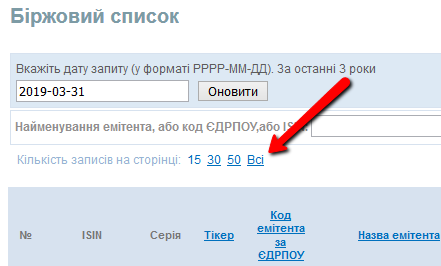 Біржовий список
Вкажіть дату запиту (у форматі РРРР-ММ-ДД). За останні 3 роки
2019-03-31 Оновити
Найменування емітента, або код ЄДРПОУ,або ISIN:
Кількість записів на сторінці: 15 30 50 Всі
№ ISIN Серія Тікер Код емітента за ЄДРПОУ Назва емітента